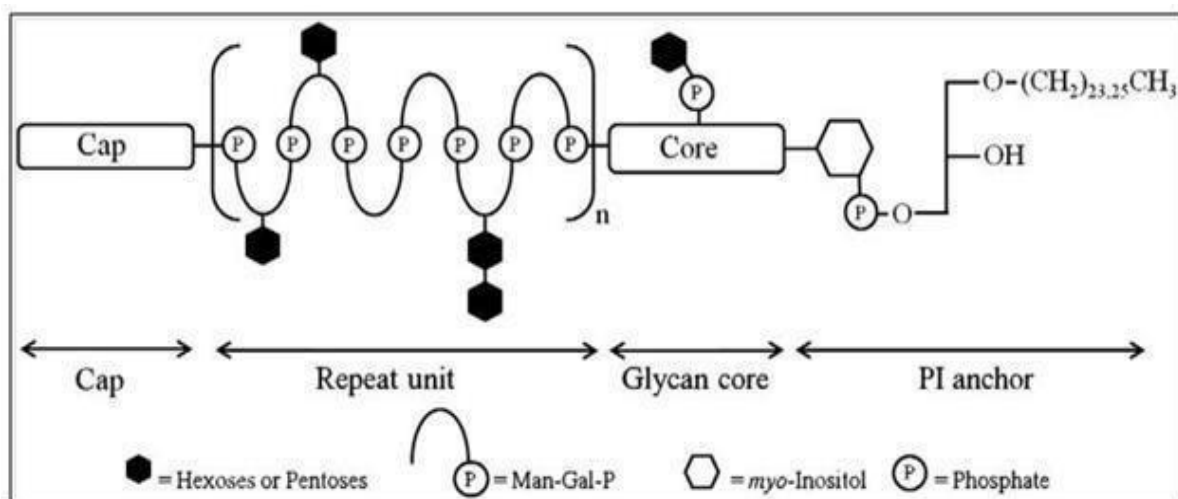 O-(CH₂)₂₃,₂₅CH₃
P
Cap
P P P P P P P
Core
OH
n
P
O
Cap
Repeat unit
Glycan core
PI anchor
= Hexoses or Pentoses
P
= Man-Gal-P
= myo-Inositol
P
= Phosphate